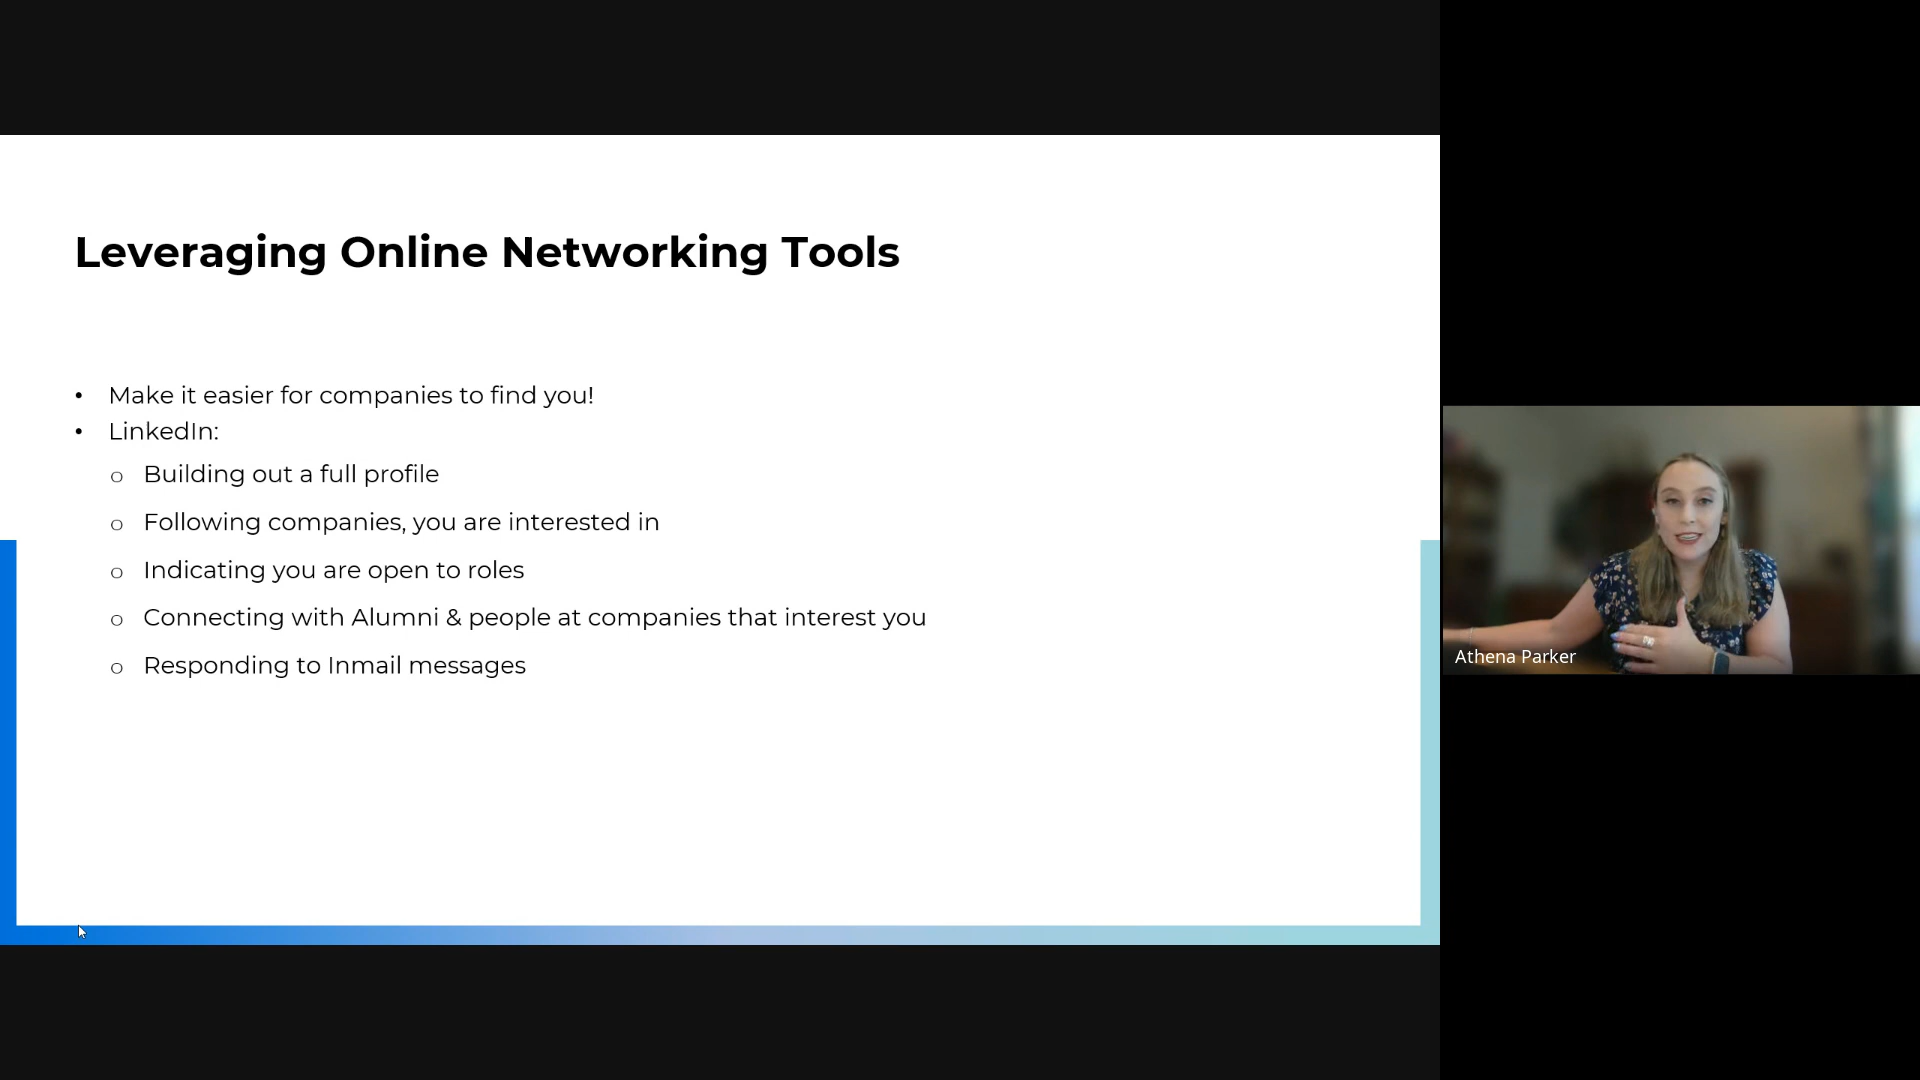 Leveraging Online Networking Tools
• Make it easier for companies to find you!
• LinkedIn:
o Building out a full profile
o Following companies, you are interested in
o Indicating you are open to roles
o Connecting with Alumni & people at companies that interest you
o Responding to Inmail messages
Athena Parker